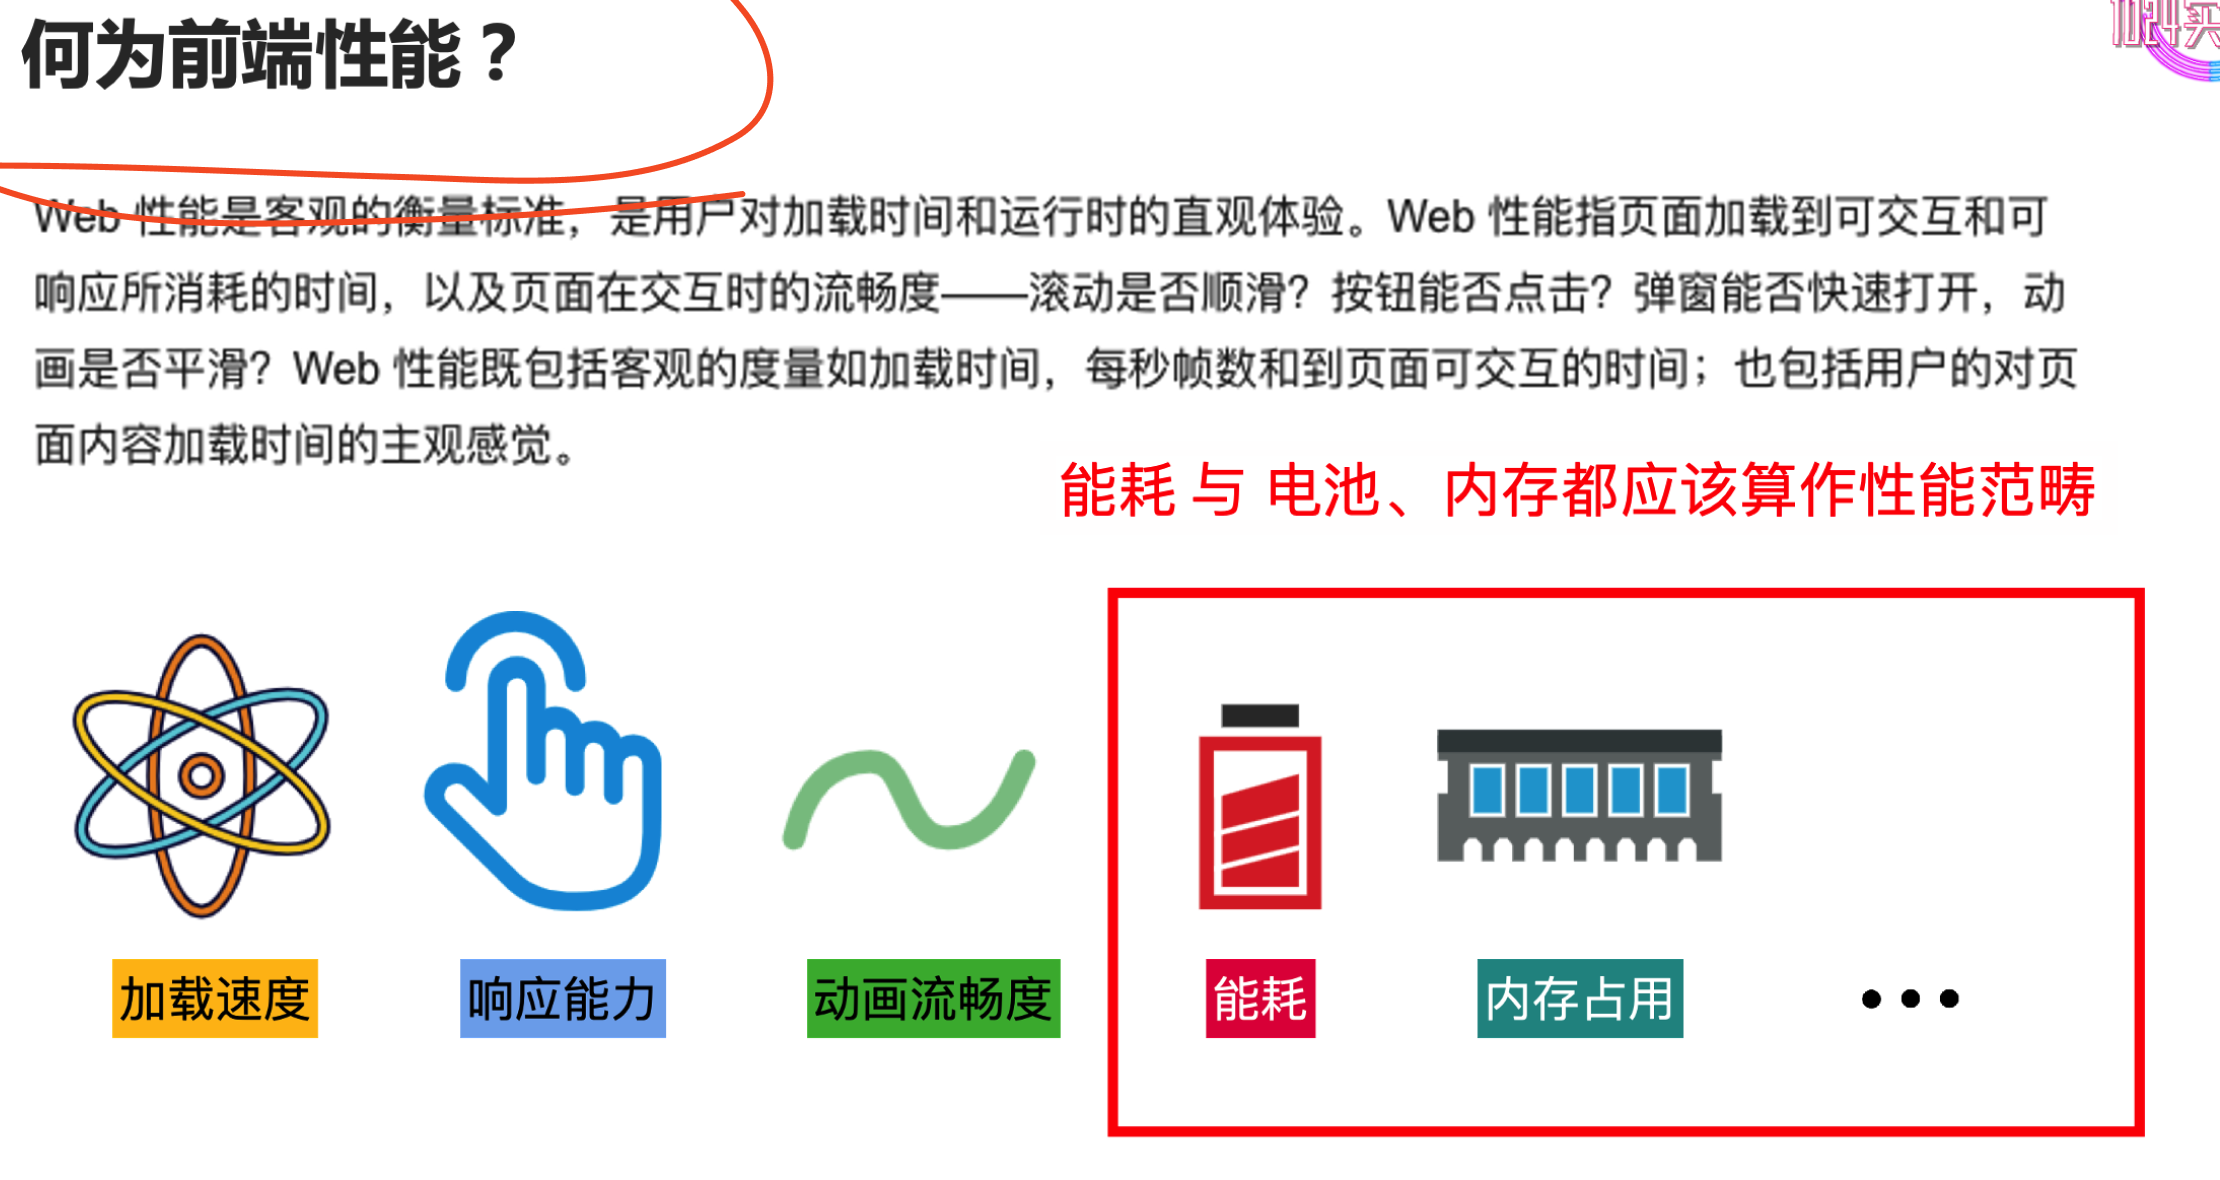 何为前端性能？
Web 性能是客观的衡量标准，是用户对加载时间和运行时的直观体验。Web 性能指页面加载到可交互和可
响应所消耗的时间，以及页面在交互时的流畅度——滚动是否顺滑？按钮能否点击？弹窗能否快速打开，动
画是否平滑？Web 性能既包括客观的度量如加载时间，每秒帧数和到页面可交互的时间；也包括用户的对页
面内容加载时间的主观感觉。
能耗 与 电池、内存都应该算作性能范畴
加载速度
响应能力
动画流畅度
能耗
内存占用
•••